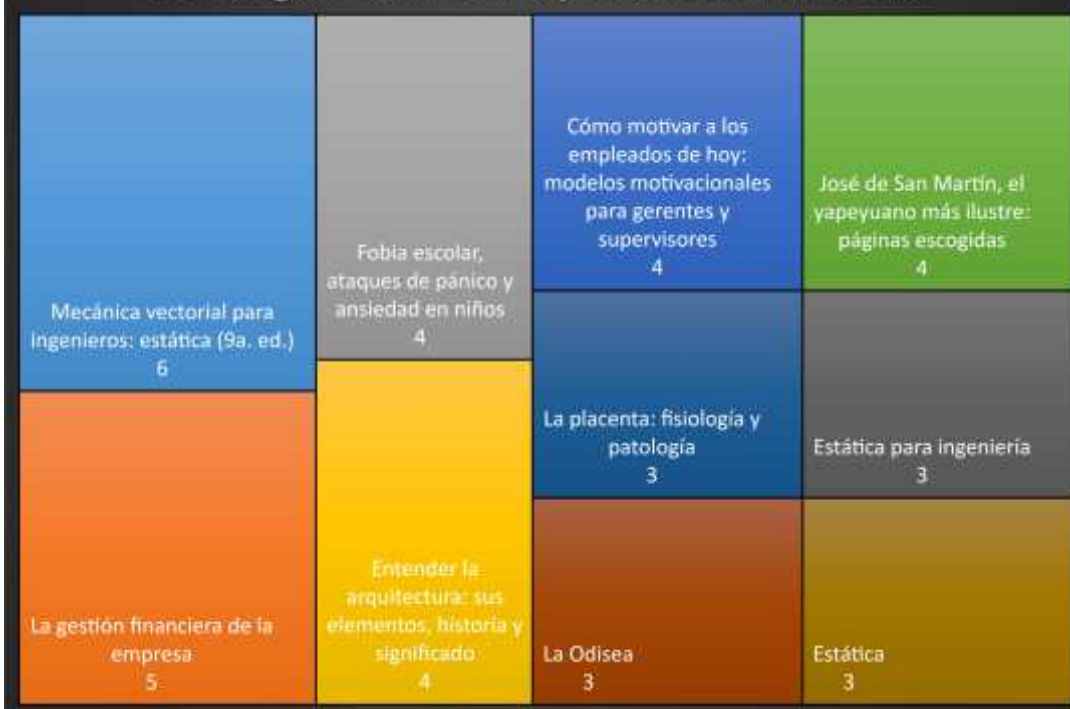 Mecánica vectorial para
ingenieros: estática (9a. ed.)
6
La gestión financiera de la
empresa
5
Fobia escolar,
ataques de pánico y
ansiedad en niños
4
Entender la
arquitectura: sus
elementos, historia y
significado
4
Cómo motivar a los
empleados de hoy:
modelos motivacionales
para gerentes y
supervisores
4
José de San Martín, el
yapeyuano más ilustre:
páginas escogidas
4
La placenta: fisiología y
patología
3
Estática para ingeniería
3
La Odisea
3
Estática
3